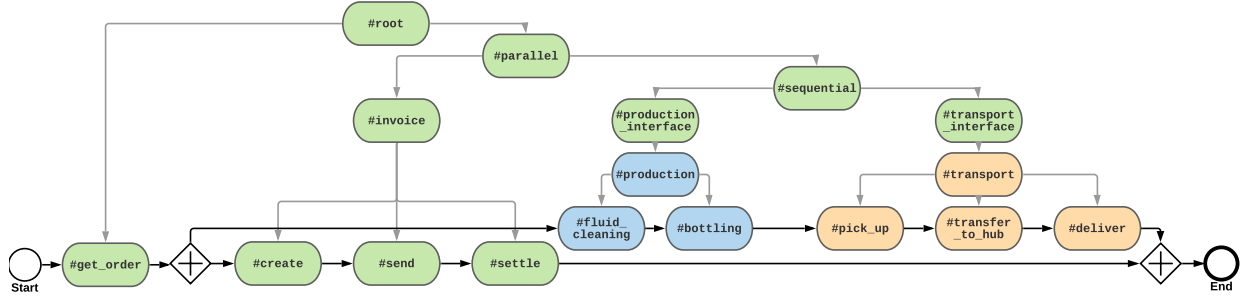 #root
#parallel
#sequential
#invoice
#production
_interface
#transport
_interface
#production
#transport
#get_order
#create
#send
#settle
#fluid_
cleaning
#bottling
#pick_up
#transfer
_to_hub
#deliver
Start
End